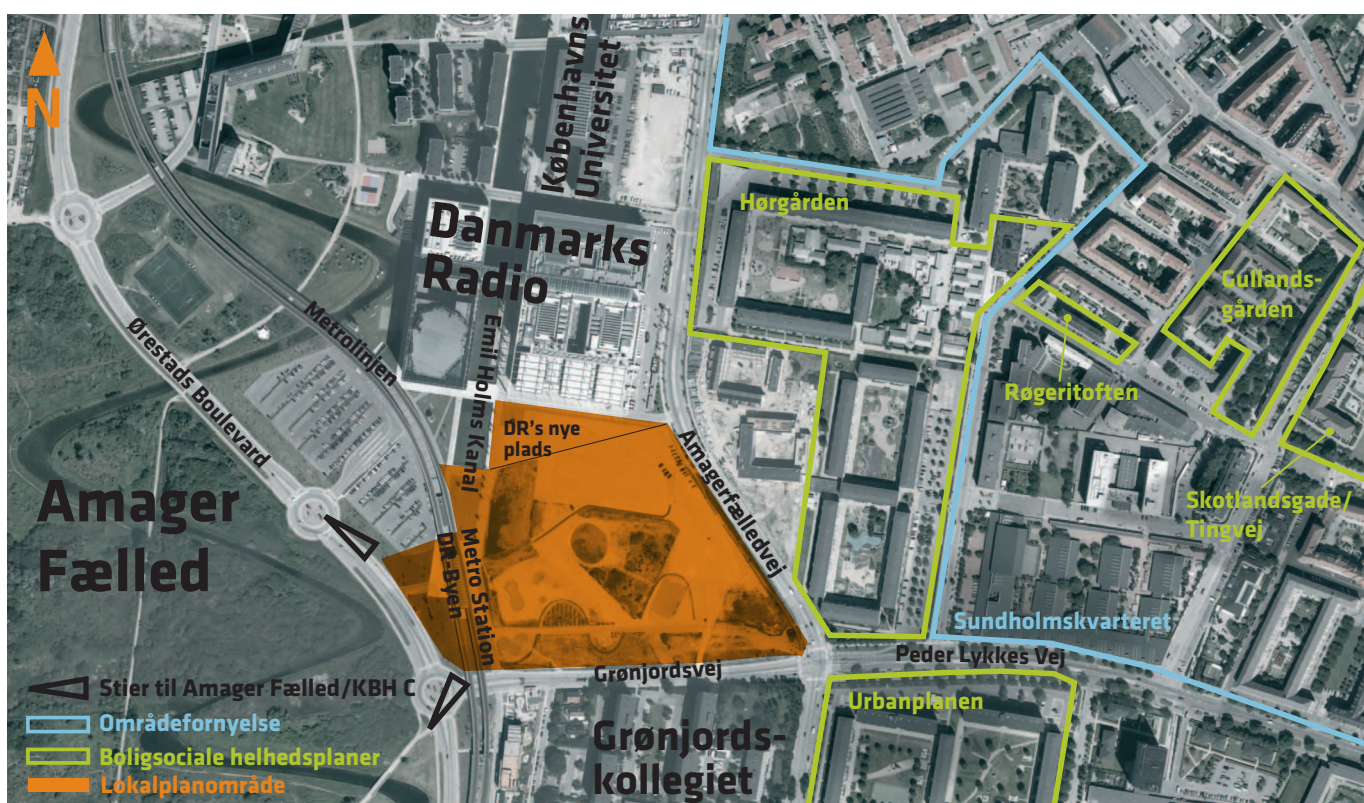 N
Københavns
Universitet
Danmarks
Radio
Hørgården
Gullands-
gården
Røgeritoften
Skotlandsgade/
Tingvej
Metrolinjen
Ørestads Boulevard
Emil Holms Kanal
DR's nye
plads
Amagerfælledvej
Amager
Fælled
Metro Station
DR-Byen
Sundholmskvarteret
Peder Lykkes Vej
Grønjordsvej
Urbanplanen
Grønjords-
kollegiet
Stier til Amager Fælled/KBH C
Områdefornyelse
Boligsociale helhedsplaner
Lokalplanområde